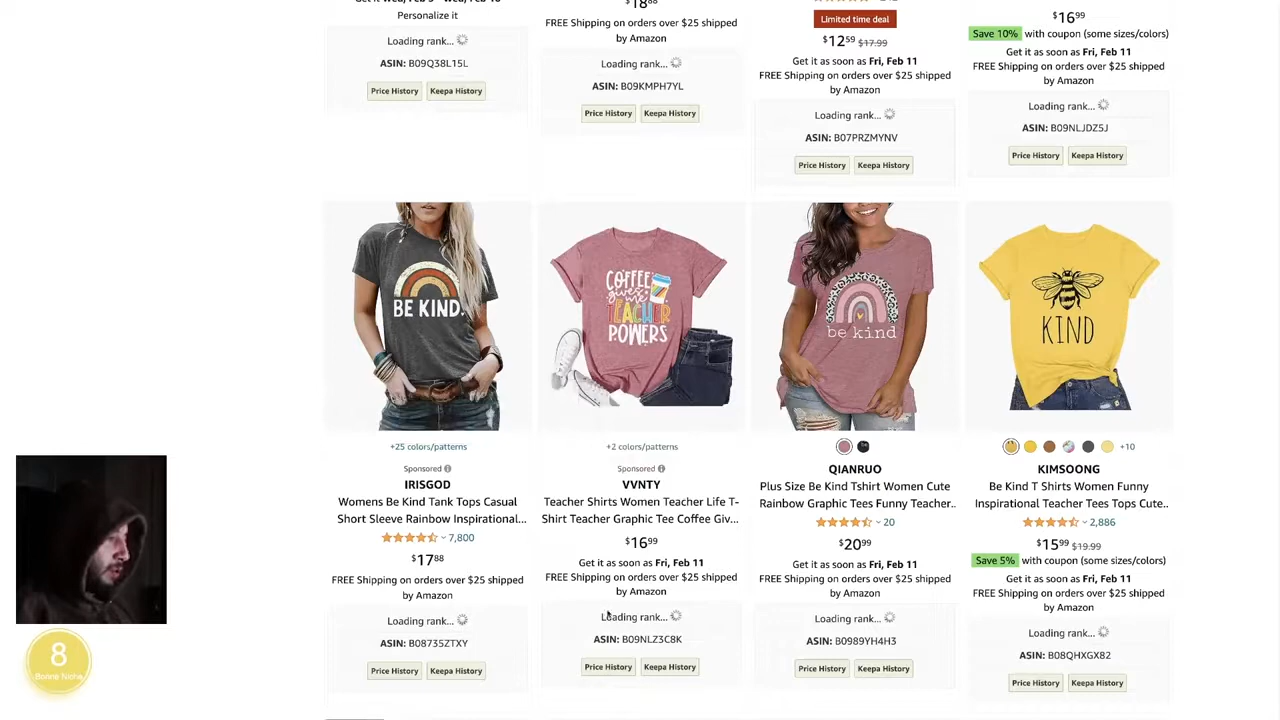 Personalize it
Loading rank...
ASIN: B09Q38L15L
Price History Keepa History
$18⁸⁸
FREE Shipping on orders over $25 shipped
by Amazon
Loading rank...
ASIN: B09KMPH7YL
Price History Keepa History
Limited time deal
$12⁵⁹ $17.99
Get it as soon as Fri, Feb 11
FREE Shipping on orders over $25 shipped
by Amazon
Loading rank...
ASIN: B07PRZMYNV
Price History Keepa History
$16⁹⁹
Save 10% with coupon (some sizes/colors)
Get it as soon as Fri, Feb 11
FREE Shipping on orders over $25 shipped
by Amazon
Loading rank...
ASIN: B09NLJDZ5J
Price History Keepa History
BE KIND.
+25 colors/patterns
Sponsored
IRISGOD
Womens Be Kind Tank Tops Casual
Short Sleeve Rainbow Inspirational...
7,800
$17⁸⁸
FREE Shipping on orders over $25 shipped
by Amazon
Loading rank...
ASIN: B08735ZTXY
Price History Keepa History
COFFEE
gives me
TEACHER
POWERS
+2 colors/patterns
Sponsored
VVNTY
Teacher Shirts Women Teacher Life T-
Shirt Teacher Graphic Tee Coffee Giv...
$16⁹⁹
Get it as soon as Fri, Feb 11
FREE Shipping on orders over $25 shipped
by Amazon
Loading rank...
ASIN: B09NLZ3C8K
Price History Keepa History
be kind
QIANRUO
Plus Size Be Kind Tshirt Women Cute
Rainbow Graphic Tees Funny Teacher..
20
$20⁹⁹
Get it as soon as Fri, Feb 11
FREE Shipping on orders over $25 shipped
by Amazon
Loading rank...
ASIN: B0989YH4H3
Price History Keepa History
KIND
+10
KIMSOONG
Be Kind T Shirts Women Funny
Inspirational Teacher Tees Tops Cute..
2,886
$15⁹⁹ $19.99
Save 5% with coupon (some sizes/colors)
Get it as soon as Fri, Feb 11
FREE Shipping on orders over $25 shipped
by Amazon
Loading rank...
ASIN: B08QHXGX82
Price History Keepa History
8
Bonne Niche